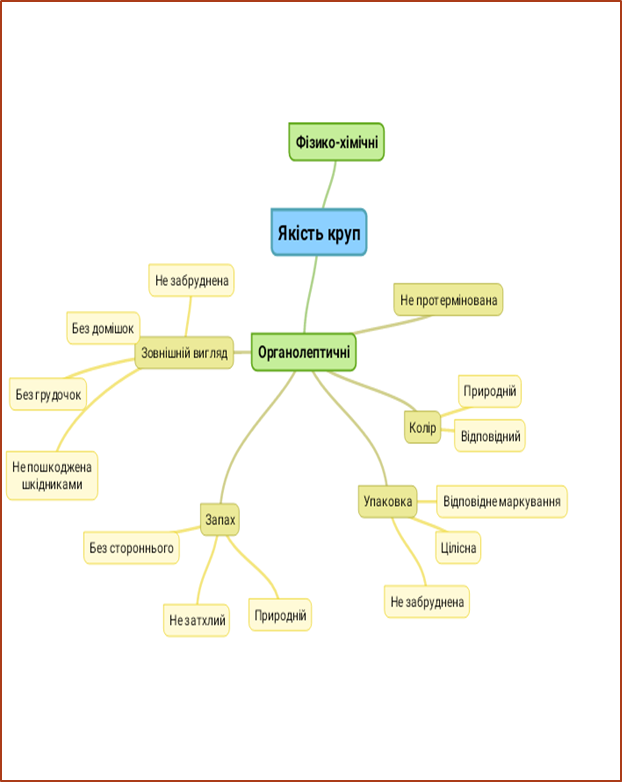 Фізико-хімічні
Якість круп
Не забруднена
Не протермінована
Без домішок
Зовнішній вигляд
Органолептичні
Без грудочок
Природній
Колір
Відповідний
Не пошкоджена
шкідниками
Упаковка
Відповідне маркування
Запах
Без стороннього
Цілісна
Не забруднена
Не затхлий
Природній